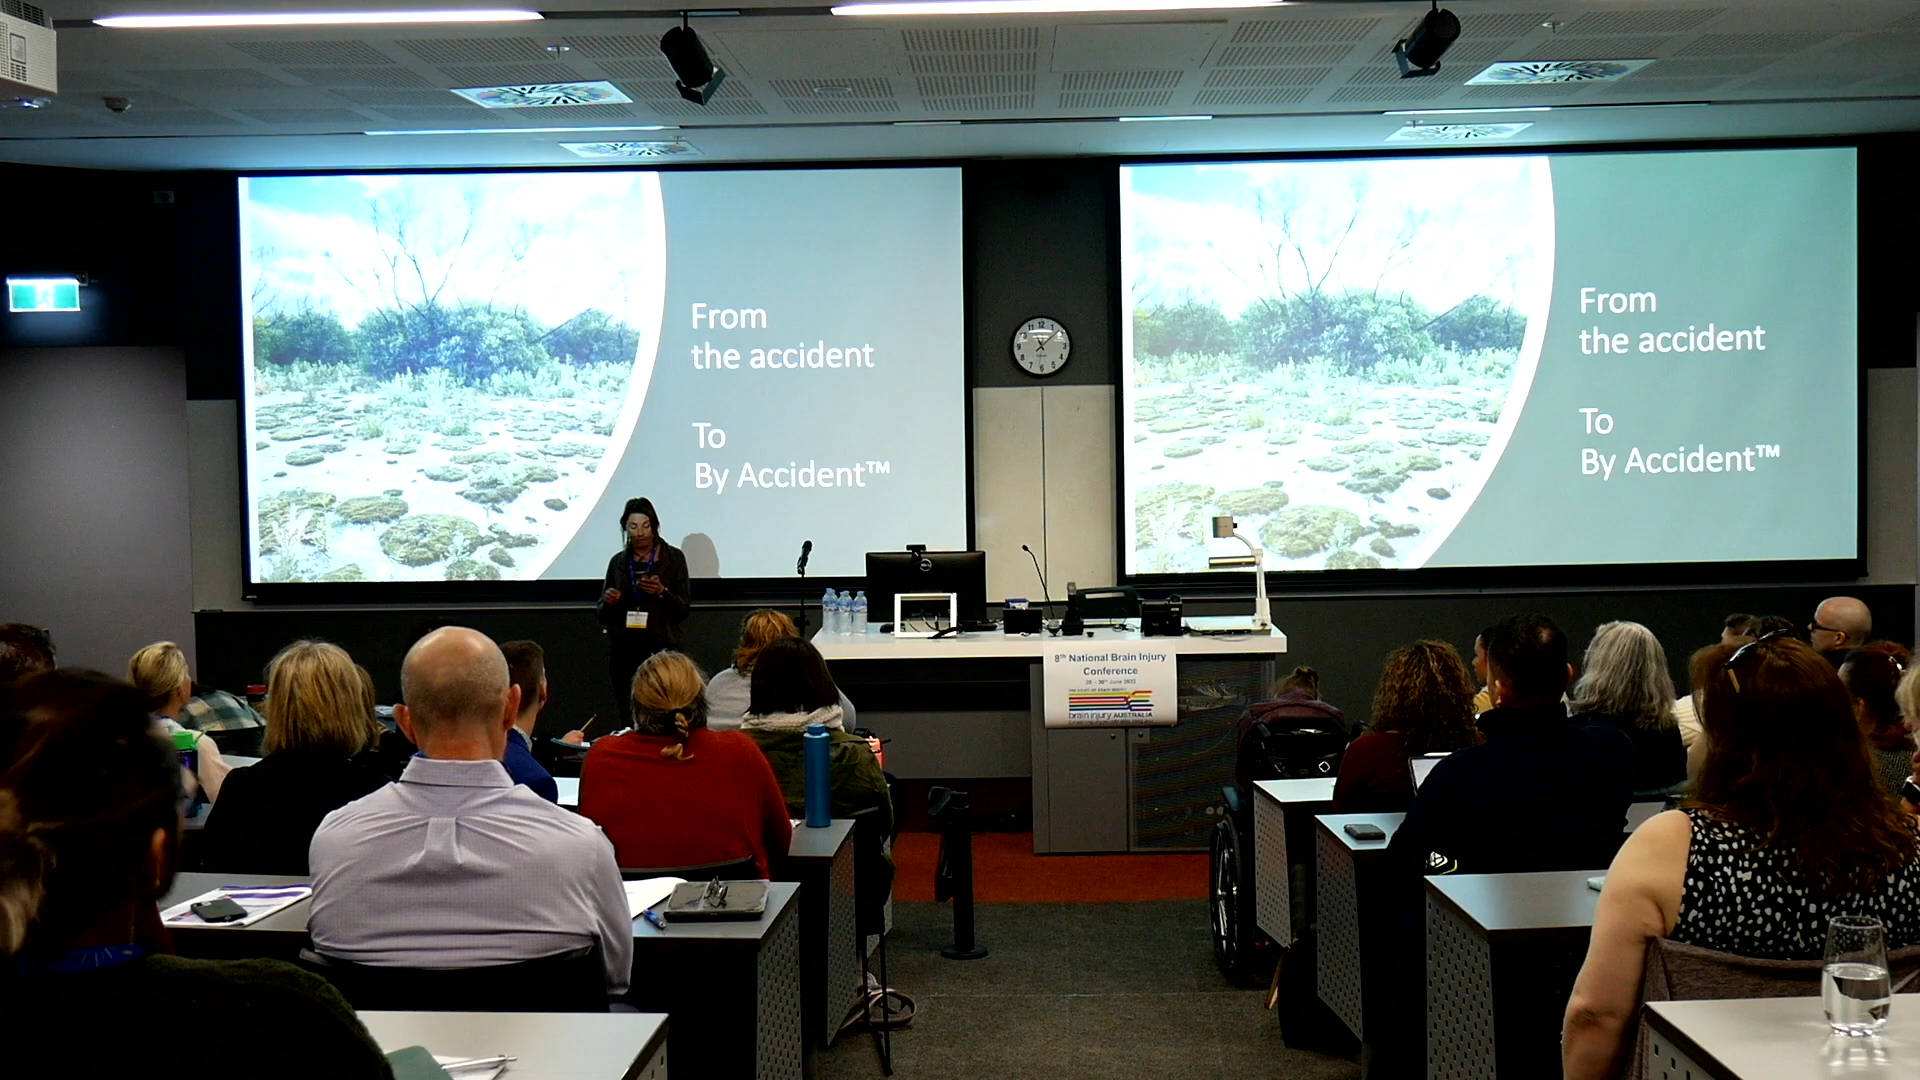 From
the accident
To
By Accident™
From
the accident
To
By Accident™
8th National Brain Injury
Conference
brain injury AUSTRALIA
DELL